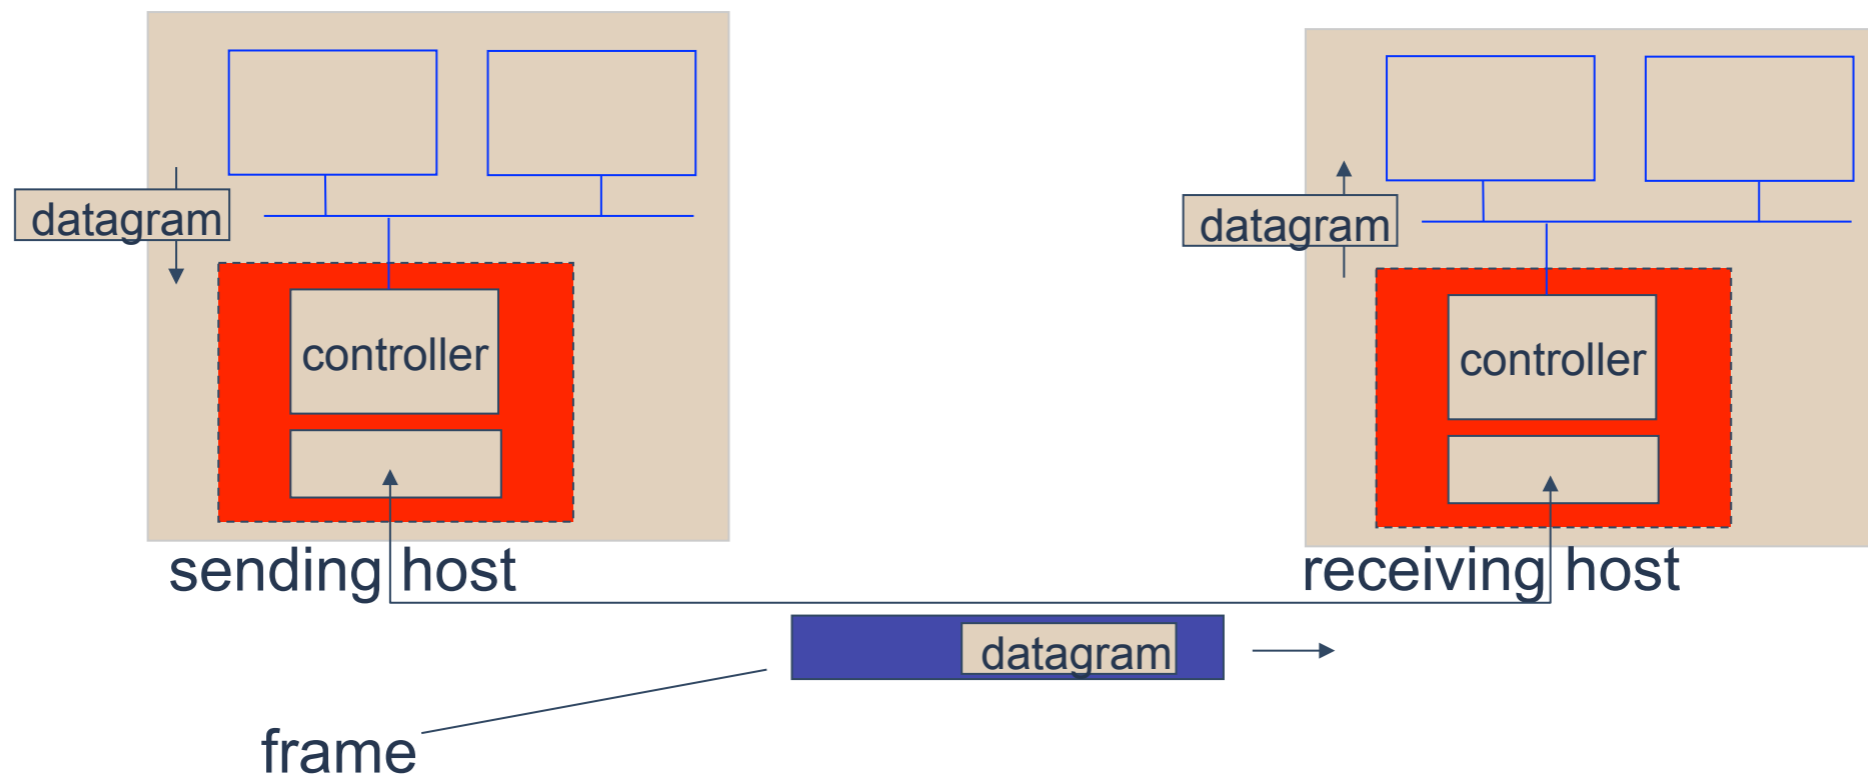 datagram
datagram
controller
controller
sending host
receiving host
datagram
frame